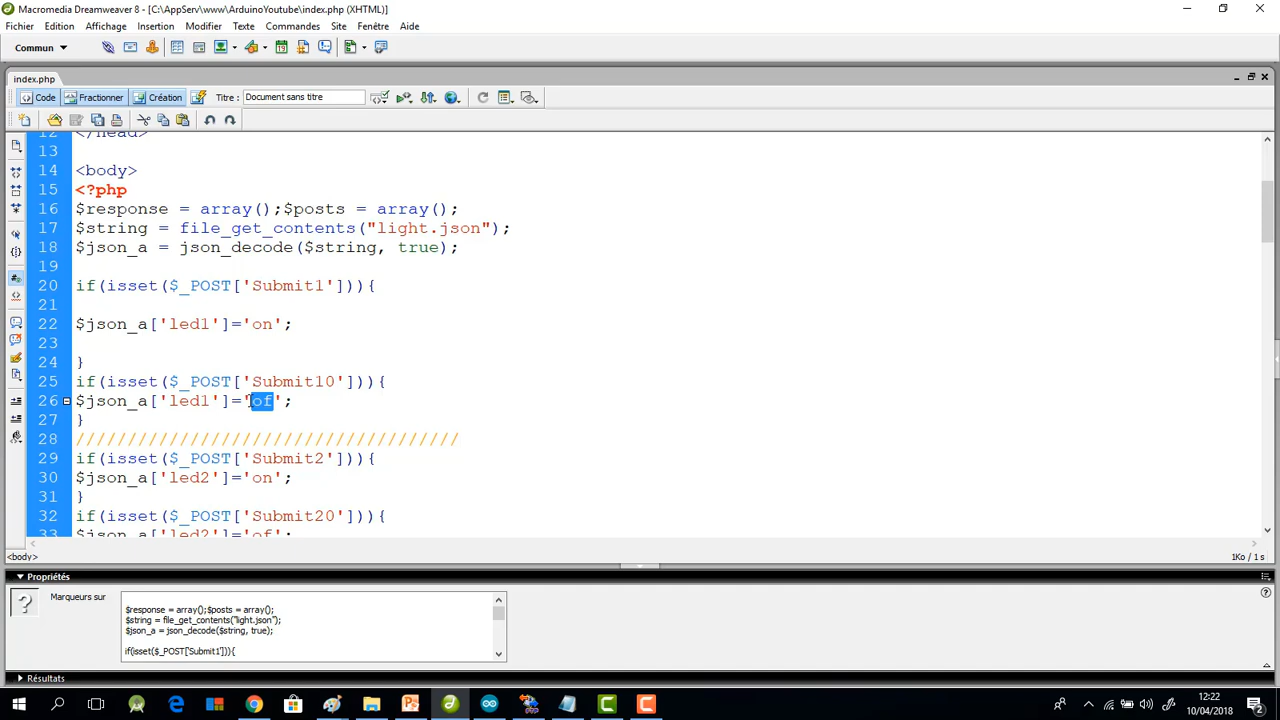 Macromedia Dreamweaver 8 - [C:\AppServ\www\ArduinoYoutube\index.php (XHTML)]
Fichier Edition Affichage Insertion Modifier Texte Commandes Site Fenêtre Aide
Commun
index.php
Code Fractionner Création Titre : Document sans titre
12 </head>
13
14 <body>
15 <?php
16 $response = array();$posts = array();
17 $string = file_get_contents("light.json");
18 $json_a = json_decode($string, true);
19
20 if(isset($_POST['Submit1'])){
21
22 $json_a['led1']='on';
23
24 }
25 if(isset($_POST['Submit10'])){
26 $json_a['led1']='of';
27 }
28 ////////////////////////////////////
29 if(isset($_POST['Submit2'])){
30 $json_a['led2']='on';
31 }
32 if(isset($_POST['Submit20'])){
33 $json_a['led2']='of';
<body> 1Ko / 1 s
Propriétés
Marqueurs sur
$response = array();$posts = array();
$string = file_get_contents("light.json");
$json_a = json_decode($string, true);
if(isset($_POST['Submit1'])){
Résultats
12:22
10/04/2018